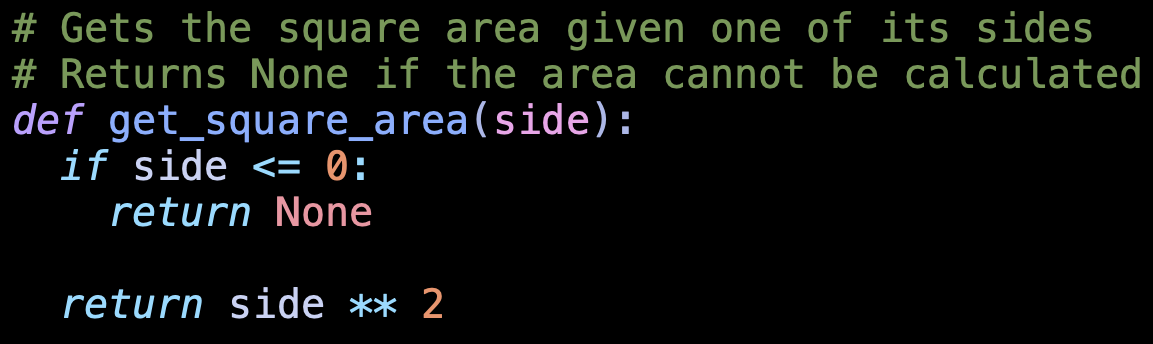 # Gets the square area given one of its sides
# Returns None if the area cannot be calculated
def get_square_area(side):
  if side <= 0:
    return None

  return side ** 2